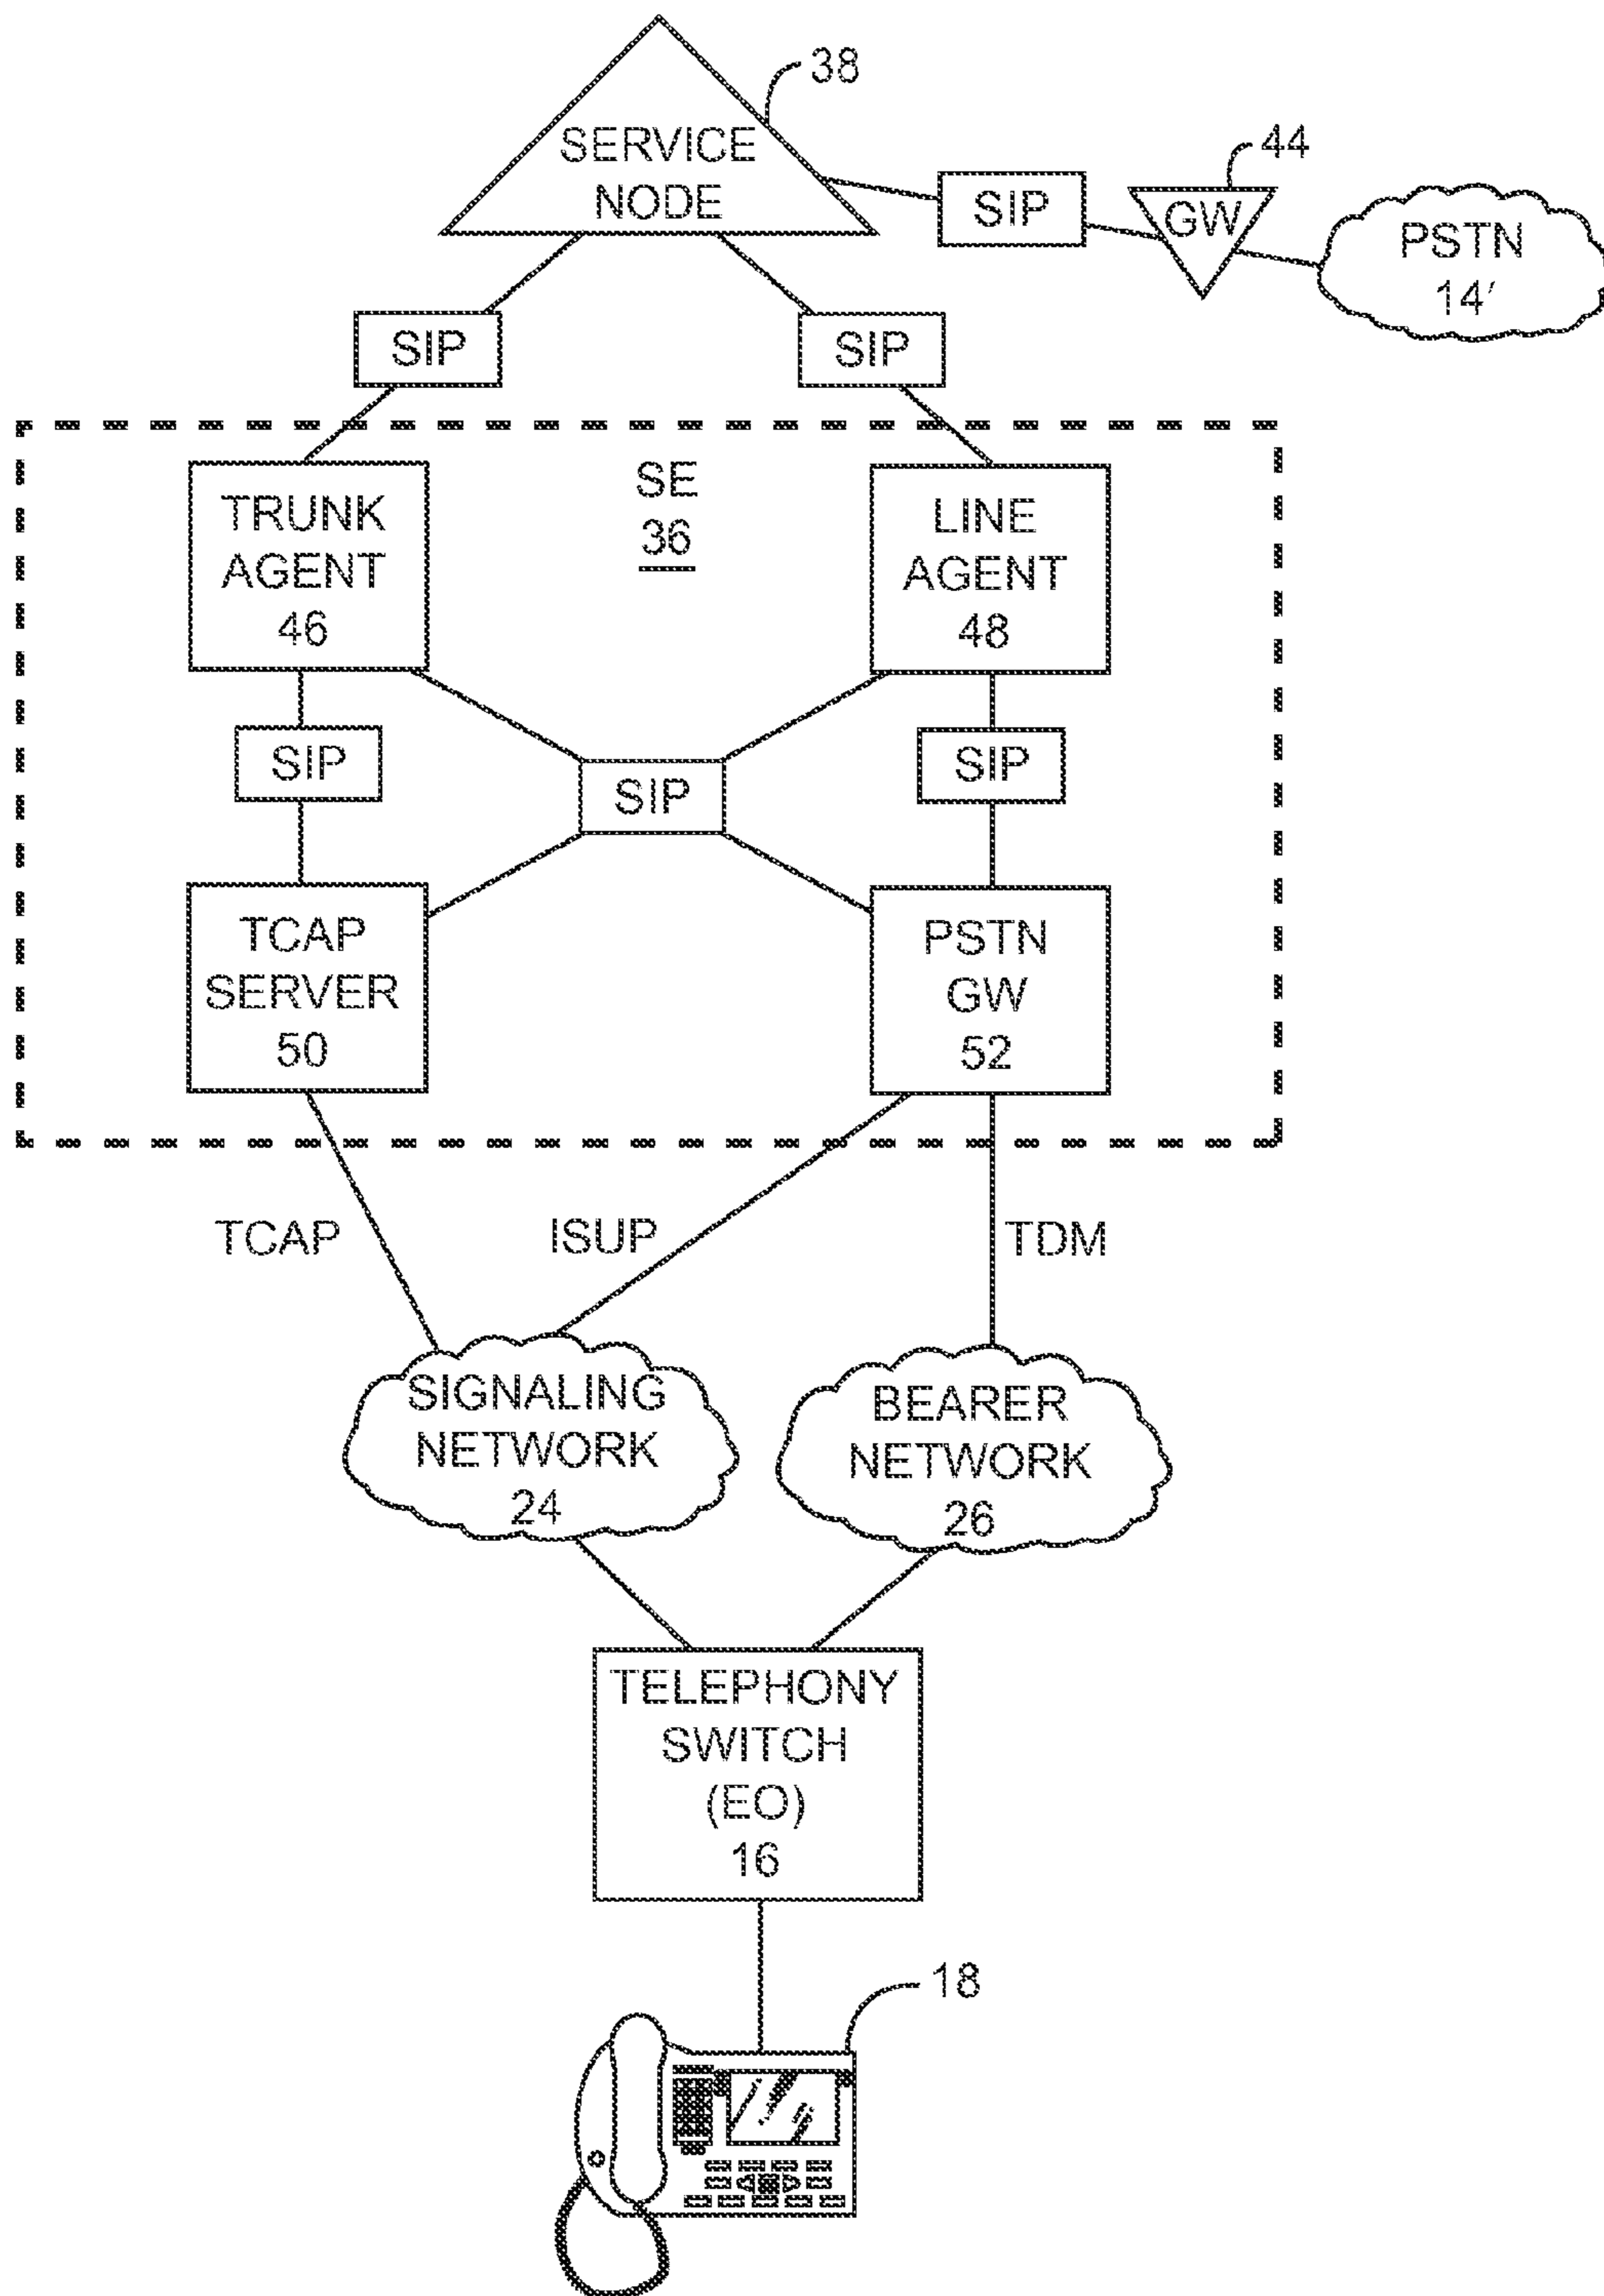 38
SERVICE
NODE
44
SIP
GW
PSTN
14′
SIP
SIP
TRUNK
AGENT
46
SE
36
LINE
AGENT
48
SIP
SIP
SIP
TCAP
SERVER
50
PSTN
GW
52
TCAP
ISUP
TDM
SIGNALING
NETWORK
24
BEARER
NETWORK
26
TELEPHONY
SWITCH
(EO)
16
18